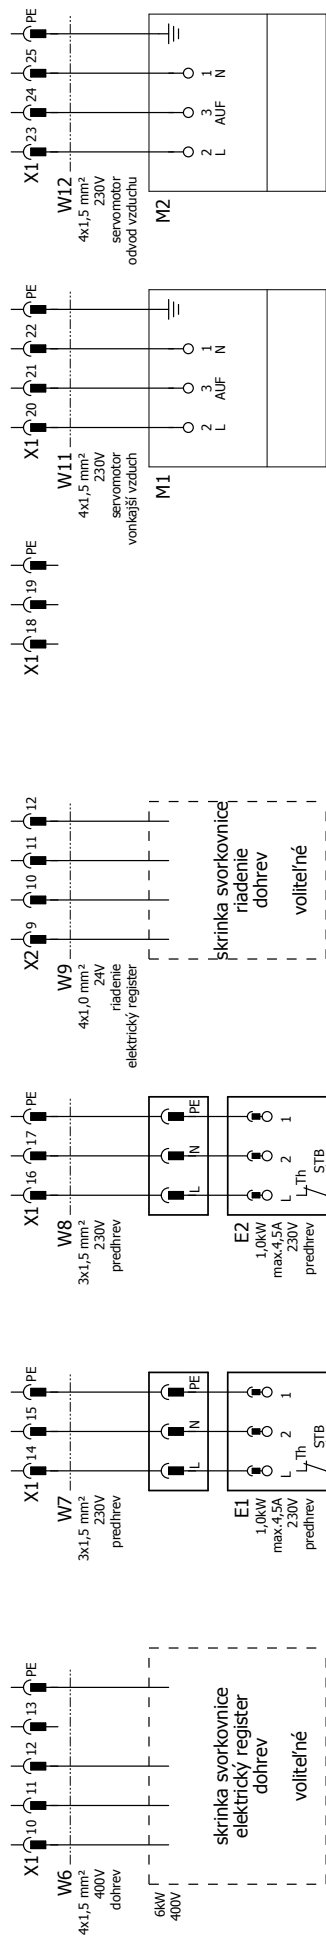 X1 10 11 12 13 PE
W6
4x1,5 mm²
400V
dohrev
6kW
400V
skrinka svorkovnice
elektrický register
dohrev
voliteľné
X1 14 15 PE
W7
3x1,5 mm²
230V
predhrev
L N PE
E1
1,0kW
max.4,5A
230V
predhrev
L 2 1
Th
STB
X1 16 17 PE
W8
3x1,5 mm²
230V
predhrev
L N PE
E2
1,0kW
max.4,5A
230V
predhrev
L 2 1
Th
STB
X2 9 10 11 12
W9
4x1,0 mm²
24V
riadenie
elektrický register
skrinka svorkovnice
riadenie
dohrev
voliteľné
X1 18 19 PE
X1 20 21 22 PE
W11
4x1,5 mm²
230V
servomotor
vonkajší vzduch
M1
2 3 1
L AUF N
X1 23 24 25 PE
W12
4x1,5 mm²
230V
servomotor
odvod vzduchu
M2
2 3 1
L AUF N